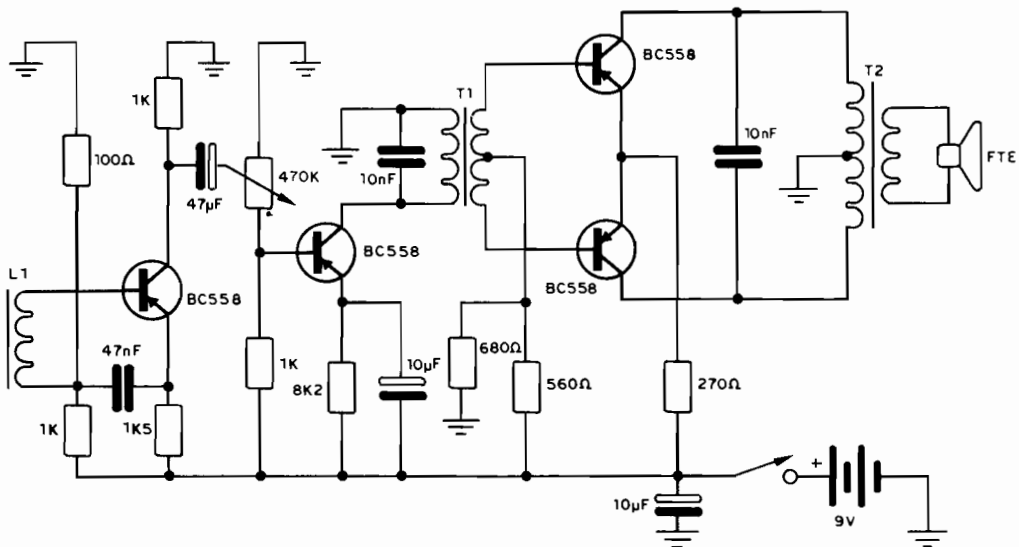 BC558
T1
T2
1K
100Ω
470K
10nF
10nF
FTE
47µF
BC558
L1
BC558
BC558
47nF
680Ω
10µF
1K
8K2
560Ω
270Ω
1K
1K5
+
10µF
9V